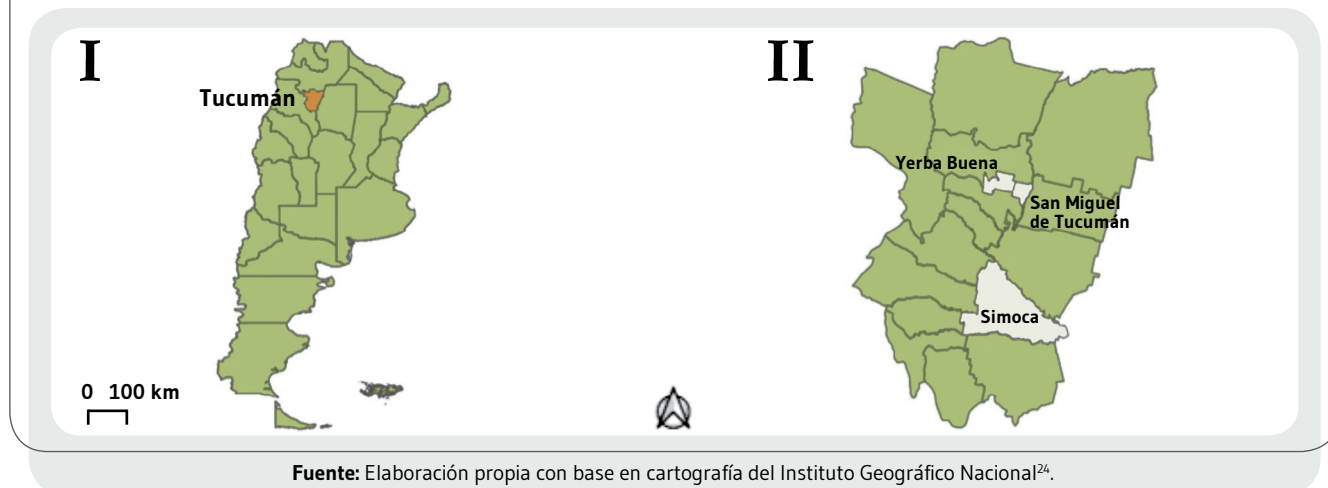 I
II
Tucumán
Yerba Buena
San Miguel
de Tucumán
Simoca
0 100 km
Fuente: Elaboración propia con base en cartografía del Instituto Geográfico Nacional²⁴.